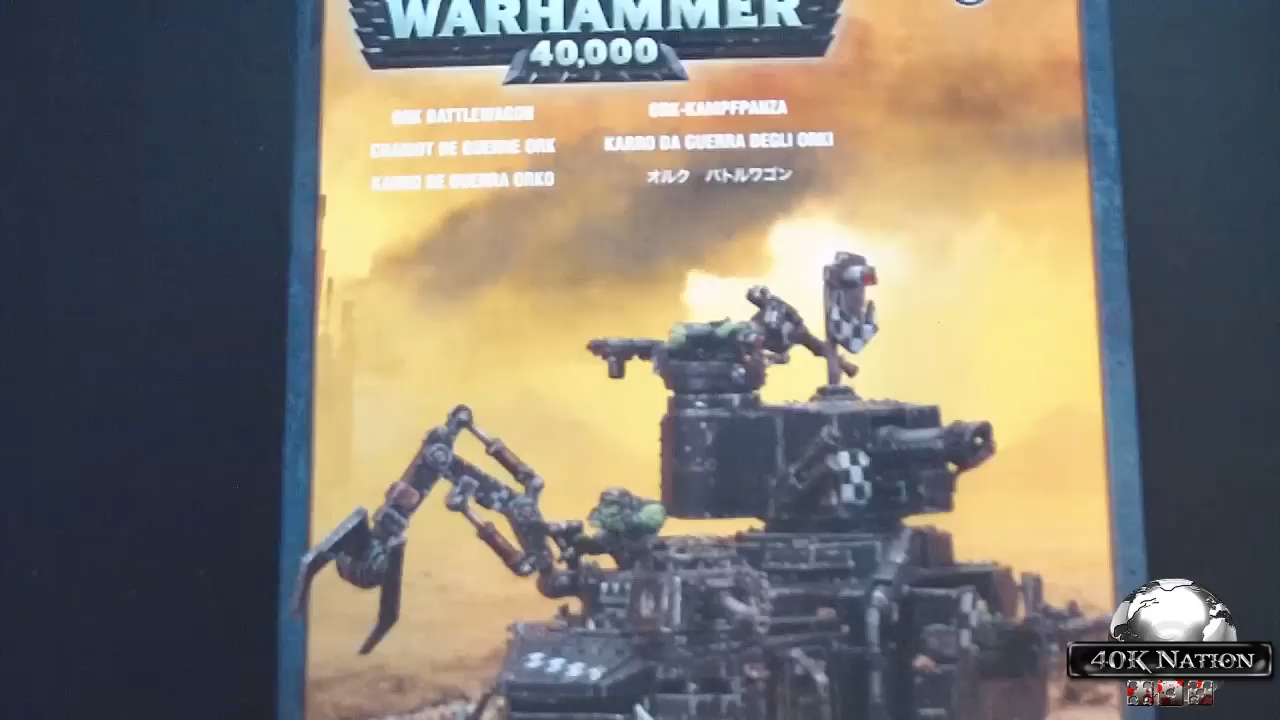 WARHAMMER
40,000
ORK BATTLEWAGON
ORK-KAMPFPANZA
CHARIOT DE GUERRE ORK
KARRO DA GUERRA DEGLI ORKI
KARRO DE GUERRA ORKO
オルク バトルワゴン
40K NATION